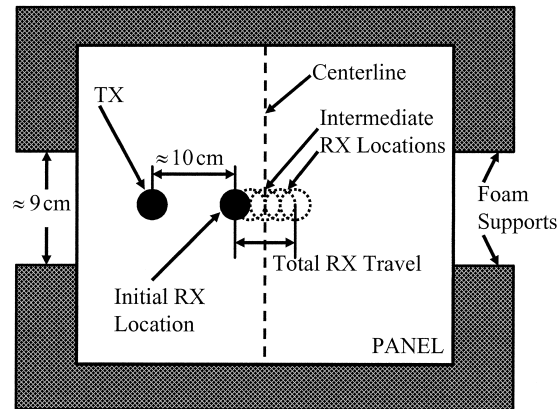 TX
Centerline
Intermediate
RX Locations
≈10 cm
≈ 9 cm
Foam
Supports
Total RX Travel
Initial RX
Location
PANEL